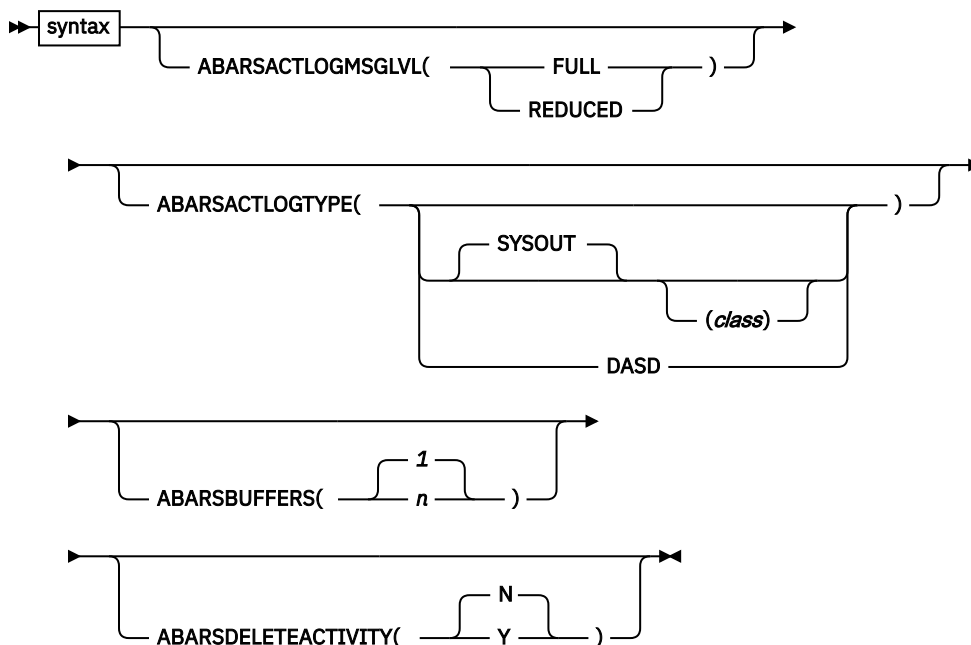 syntax
ABARSACTLOGMSGLVL( FULL )
REDUCED
ABARSACTLOGTYPE( )
SYSOUT
(class)
DASD
1
ABARSBUFFERS( n )
N
ABARSDELETEACTIVITY( Y )